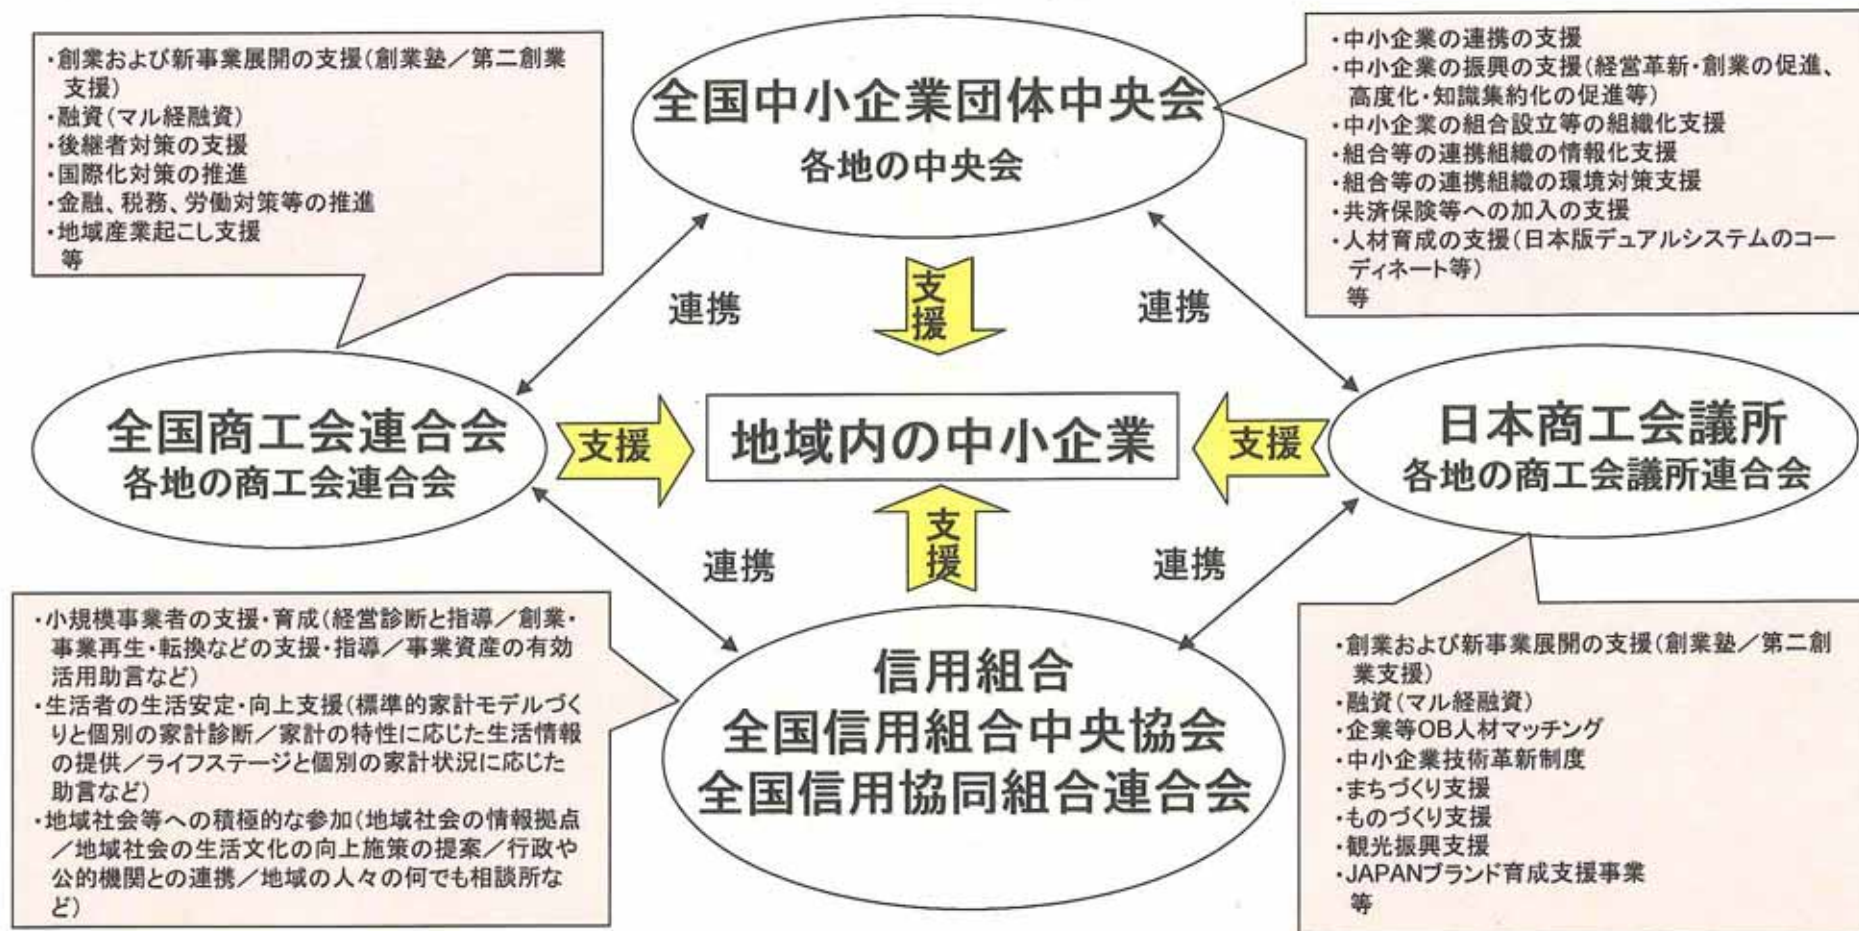 ・創業および新事業展開の支援(創業塾／第二創業
支援)
・融資(マル経融資)
・後継者対策の支援
・国際化対策の推進
・金融、税務、労働対策等の推進
・地域産業起こし支援
等
全国中小企業団体中央会
各地の中央会
・中小企業の連携の支援
・中小企業の振興の支援(経営革新・創業の促進、
高度化・知識集約化の促進等)
・中小企業の組合設立等の組織化支援
・組合等の連携組織の情報化支援
・組合等の連携組織の環境対策支援
・共済保険等への加入の支援
・人材育成の支援(日本版デュアルシステムのコー
ディネート等)
等
連携
支援
連携
全国商工会連合会
各地の商工会連合会
支援
地域内の中小企業
支援
日本商工会議所
各地の商工会議所連合会
連携
支援
連携
・小規模事業者の支援・育成(経営診断と指導／創業・
事業再生・転換などの支援・指導／事業資産の有効
活用助言など)
・生活者の生活安定・向上支援(標準的家計モデルづく
りと個別の家計診断／家計の特性に応じた生活情報
の提供／ライフステージと個別の家計状況に応じた
助言など)
・地域社会等への積極的な参加(地域社会の情報拠点
／地域社会の生活文化の向上施策の提案／行政や
公的機関との連携／地域の人々の何でも相談所な
ど)
信用組合
全国信用組合中央協会
全国信用協同組合連合会
・創業および新事業展開の支援(創業塾／第二創
業支援)
・融資(マル経融資)
・企業等OB人材マッチング
・中小企業技術革新制度
・まちづくり支援
・ものづくり支援
・観光振興支援
・JAPANブランド育成支援事業
等